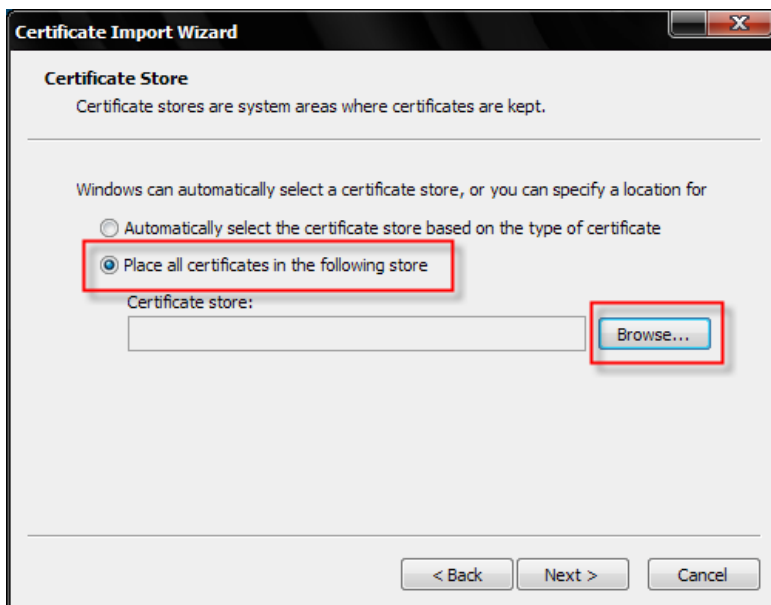 Certificate Import Wizard
Certificate Store
Certificate stores are system areas where certificates are kept.
Windows can automatically select a certificate store, or you can specify a location for
Automatically select the certificate store based on the type of certificate
Place all certificates in the following store
Certificate store:
Browse...
< Back Next > Cancel